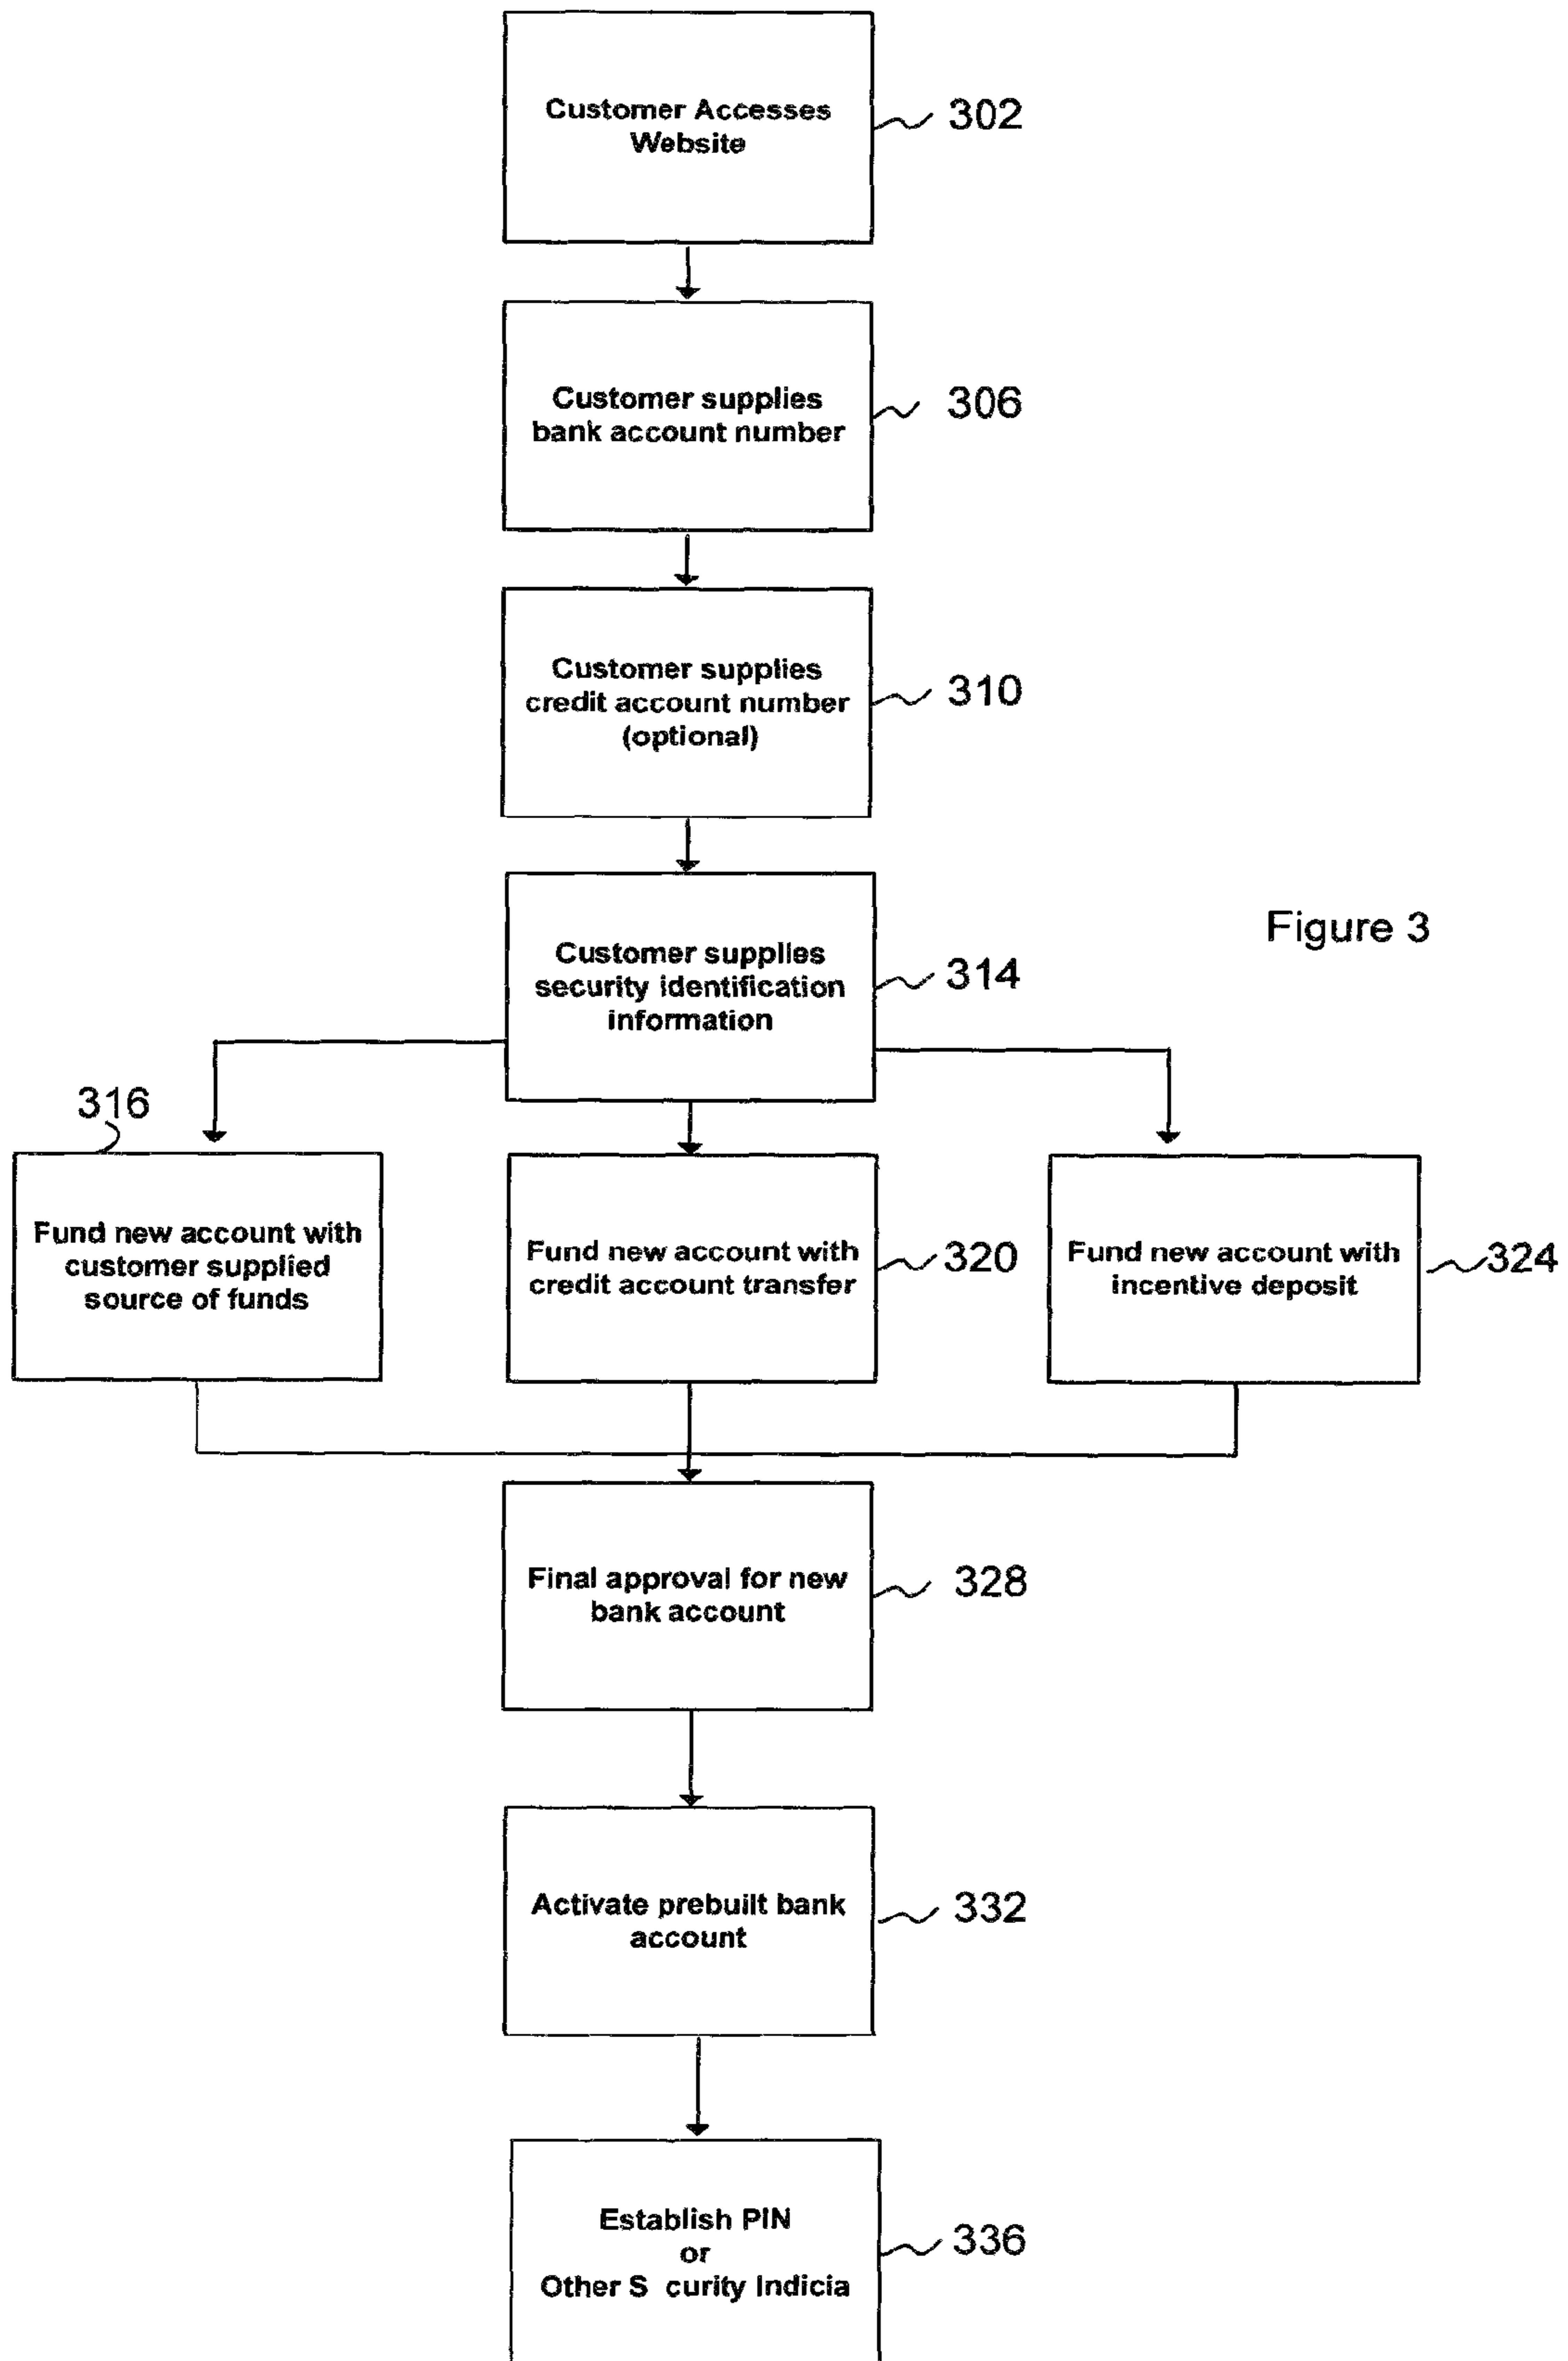 Customer Accesses
Website
302
Customer supplies
bank account number
306
Customer supplies
credit account number
(optional)
310
Customer supplies
security identification
information
314
Figure 3
316
Fund new account with
customer supplied
source of funds
Fund new account with
credit account transfer
320
Fund new account with
incentive deposit
324
Final approval for new
bank account
328
Activate prebuilt bank
account
332
Establish PIN
or
Other S curity Indicia
336